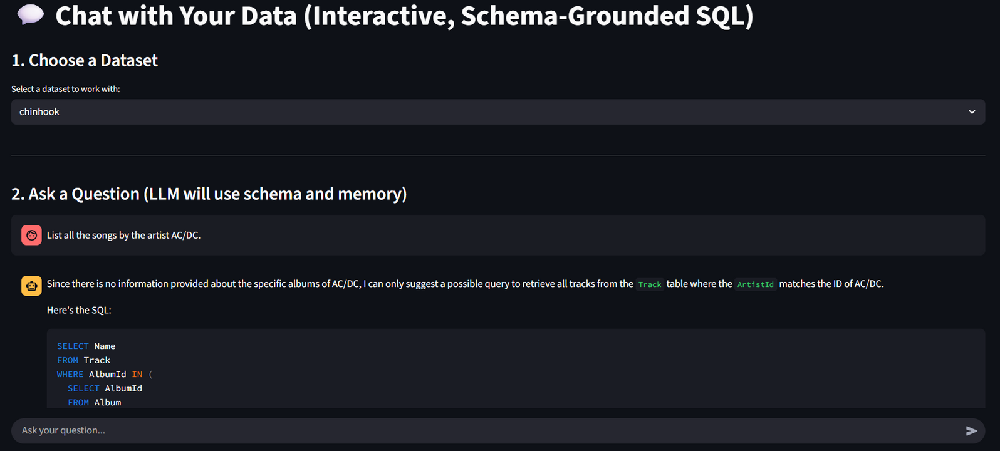 Chat with Your Data (Interactive, Schema-Grounded SQL)
1. Choose a Dataset
Select a dataset to work with:
chinhook
2. Ask a Question (LLM will use schema and memory)
List all the songs by the artist AC/DC.
Since there is no information provided about the specific albums of AC/DC, I can only suggest a possible query to retrieve all tracks from the Track table where the ArtistId matches the ID of AC/DC.
Here's the SQL:
SELECT Name
FROM Track
WHERE AlbumId IN (
SELECT AlbumId
FROM Album
Ask your question...